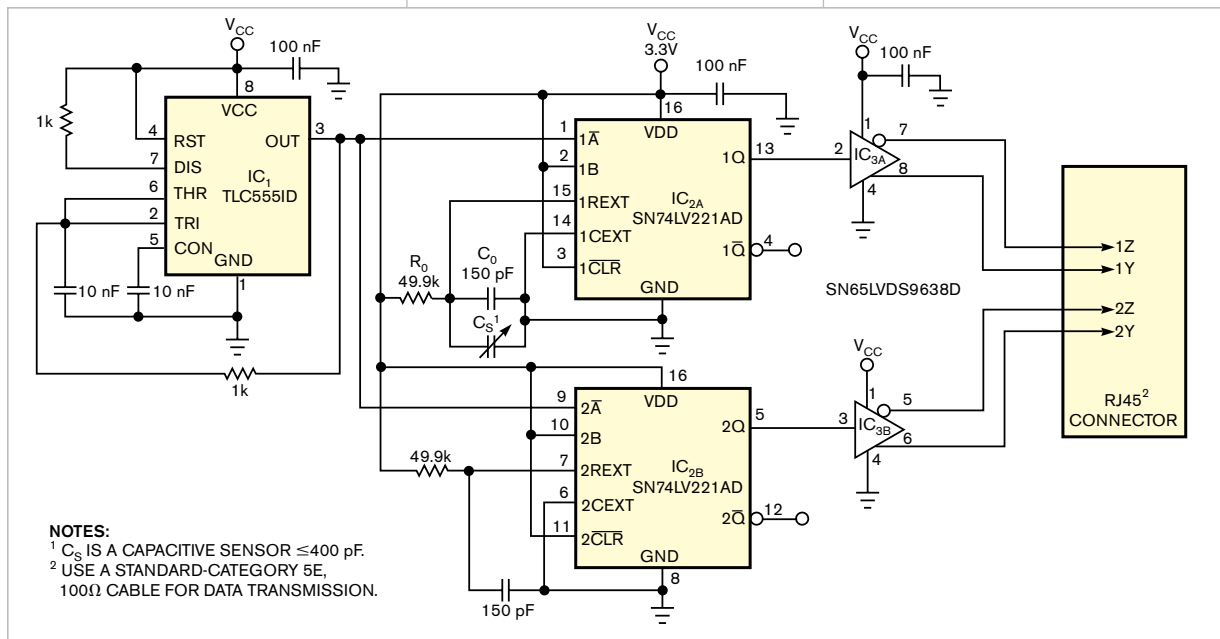 VCC
100 nF
8
VCC
1k
4
RST
OUT
3
7
DIS
IC1
TLC555ID
6
THR
2
TRI
5
CON
GND
1
10 nF
10 nF
1k
VCC
3.3V
100 nF
16
VDD
1
1A̅
2
1B
15
1REXT
14
1CEXT
3
1C̅L̅R̅
1Q
13
IC2A
SN74LV221AD
1Q̅
4
GND
R0
49.9k
C0
150 pF
CS1
16
VDD
9
2A̅
10
2B
7
2REXT
6
2CEXT
11
2C̅L̅R̅
2Q
5
IC2B
SN74LV221AD
2Q̅
12
GND
8
49.9k
150 pF
VCC
100 nF
1
2
IC3A
7
8
4
SN65LVDS9638D
VCC
1
3
IC3B
5
6
4
1Z
1Y
2Z
2Y
RJ45²
CONNECTOR
NOTES:
¹ CS IS A CAPACITIVE SENSOR ≤400 pF.
² USE A STANDARD-CATEGORY 5E,
100Ω CABLE FOR DATA TRANSMISSION.